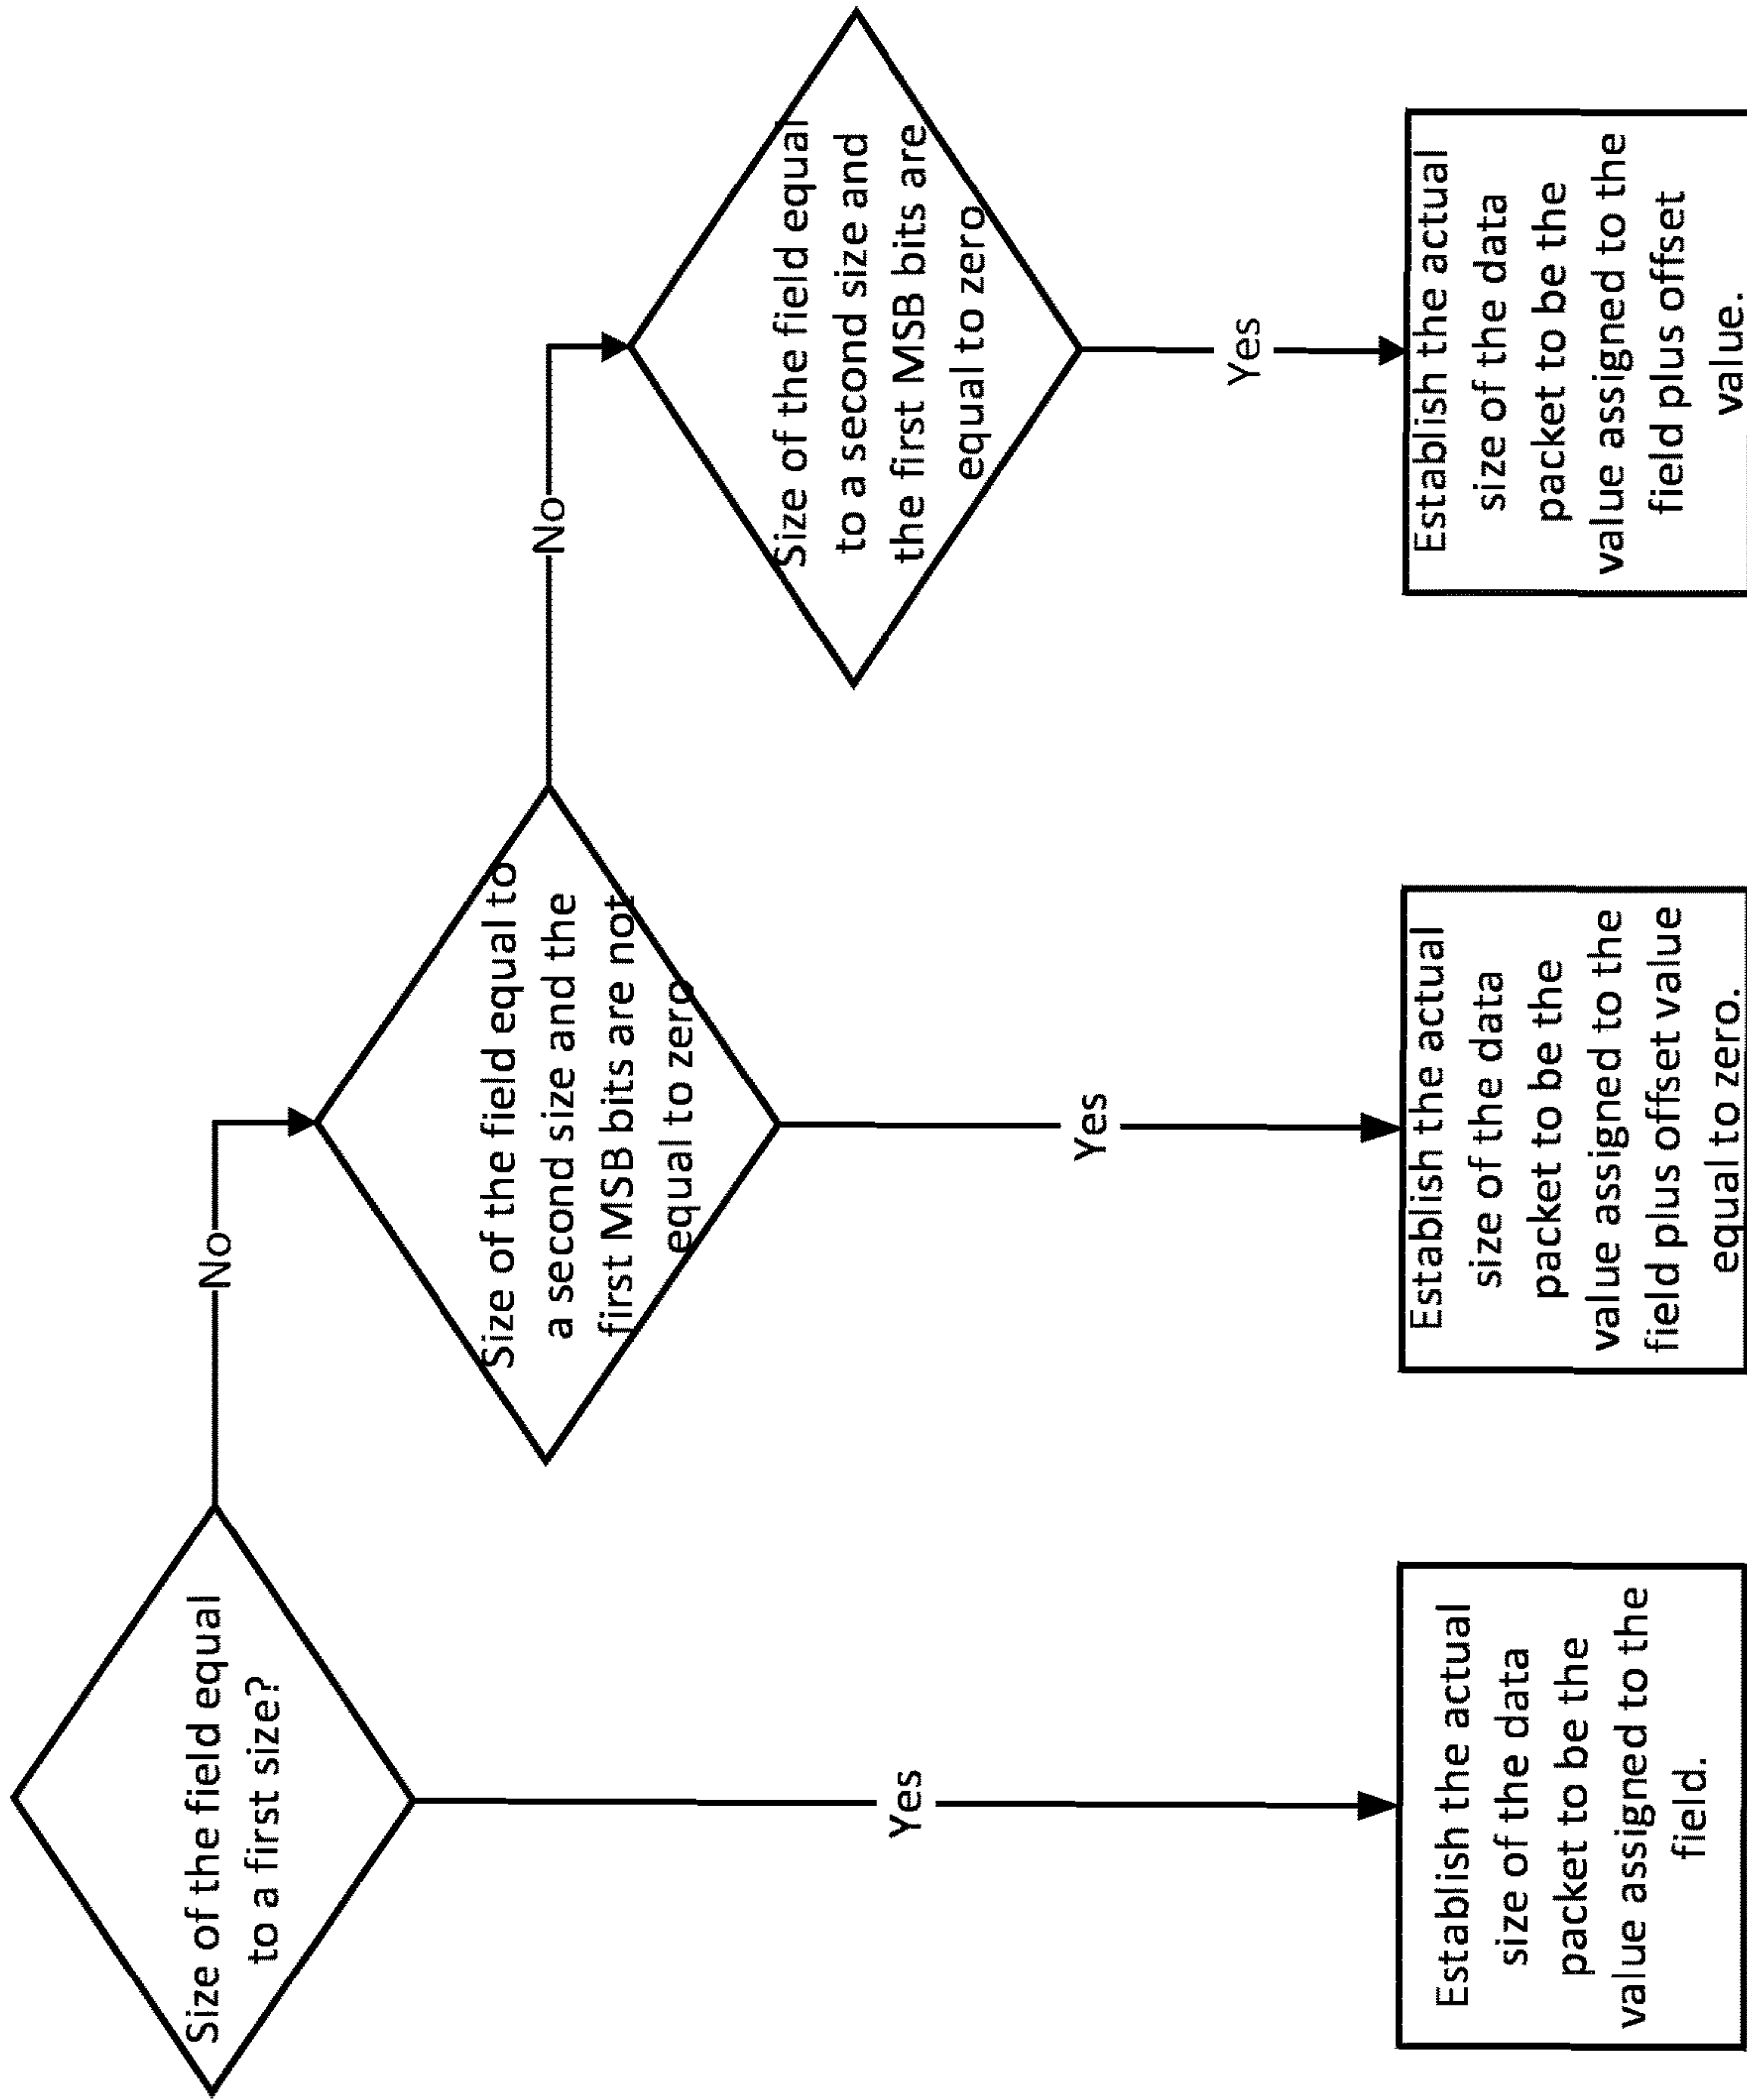 Size of the field equal
to a first size?
No
Yes
Size of the field equal to
a second size and the
first MSB bits are not
equal to zero
No
Yes
Size of the field equal
to a second size and
the first MSB bits are
equal to zero
Yes
Establish the actual
size of the data
packet to be the
value assigned to the
field.
Establish the actual
size of the data
packet to be the
value assigned to the
field plus offset value
equal to zero.
Establish the actual
size of the data
packet to be the
value assigned to the
field plus offset
value.